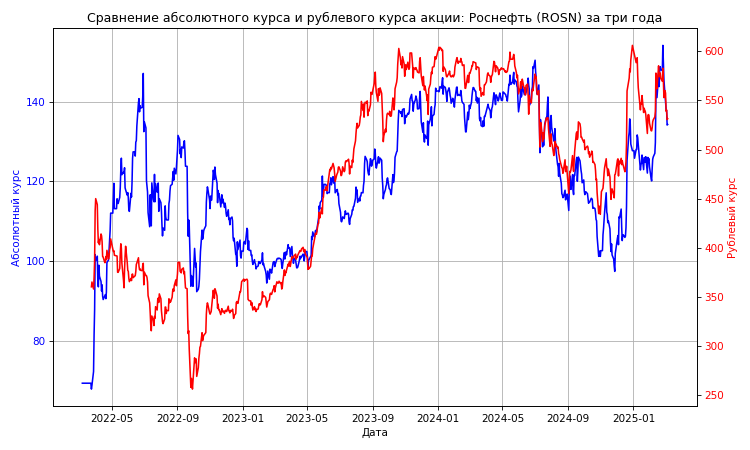 Сравнение абсолютного курса и рублевого курса акции: Роснефть (ROSN) за три года
Абсолютный курс
140
120
100
80
600
550
500
450
400
350
300
250
Рублевый курс
2022-05 2022-09 2023-01 2023-05 2023-09 2024-01 2024-05 2024-09 2025-01
Дата